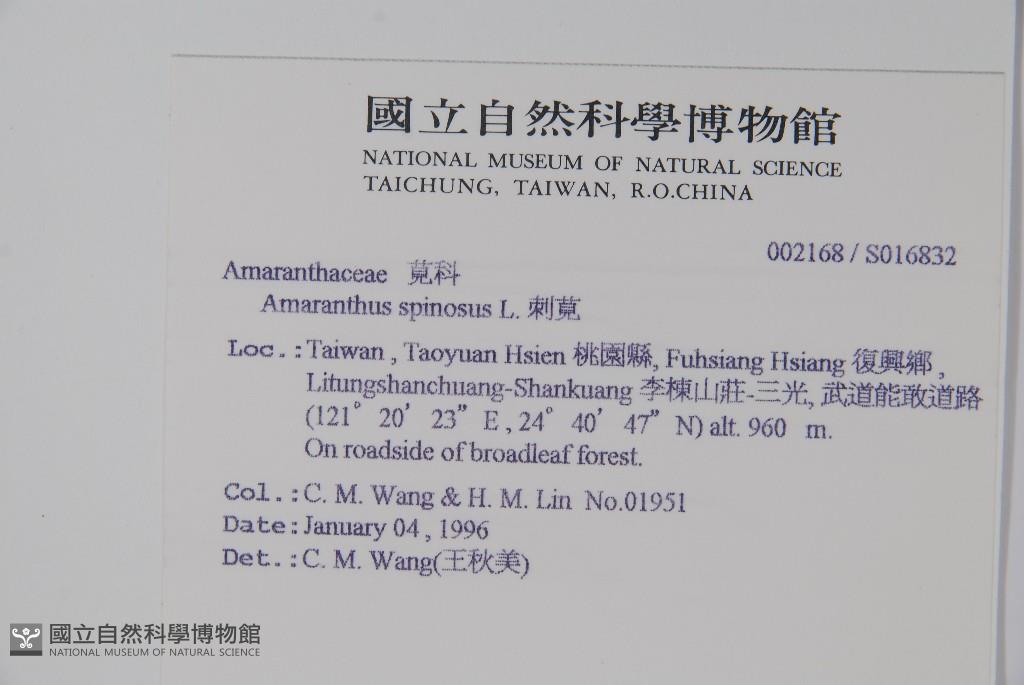 國立自然科學博物館
NATIONAL MUSEUM OF NATURAL SCIENCE
TAICHUNG, TAIWAN, R.O.CHINA
002168 / S016832
Amaranthaceae 莧科
Amaranthus spinosus L. 刺莧
Loc.:Taiwan , Taoyuan Hsien 桃園縣, Fuhsiang Hsiang 復興鄉 ,
Litungshanchuang-Shankuang 李棟山莊-三光, 武道能敢道路
(121° 20′ 23” E , 24° 40′ 47” N) alt. 960 m.
On roadside of broadleaf forest.
Col.:C. M. Wang & H. M. Lin No.01951
Date:January 04 , 1996
Det.:C. M. Wang(王秋美)
國立自然科學博物館
NATIONAL MUSEUM OF NATURAL SCIENCE